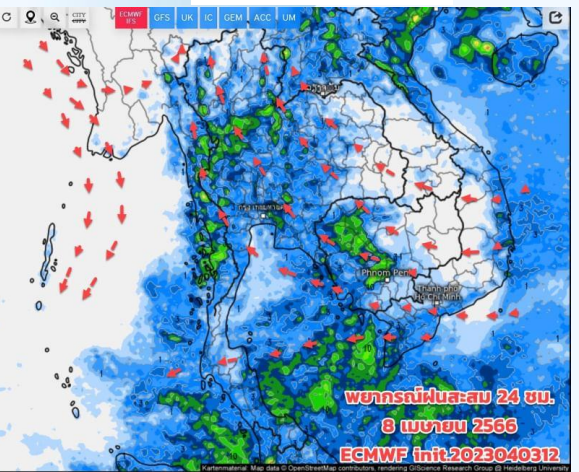 CITY
ECMWF IFS
GFS
UK
IC
GEM
ACC
UM
Phnom Pen
Thành phố
Hồ Chí Minh
10
พยากรณ์ฝนสะสม 24 ชม.
8 เมษายน 2566
ECMWF init.2023040312
Kartenmaterial: Map data © OpenStreetMap contributors, rendering GIScience Research Group @ Heidelberg University